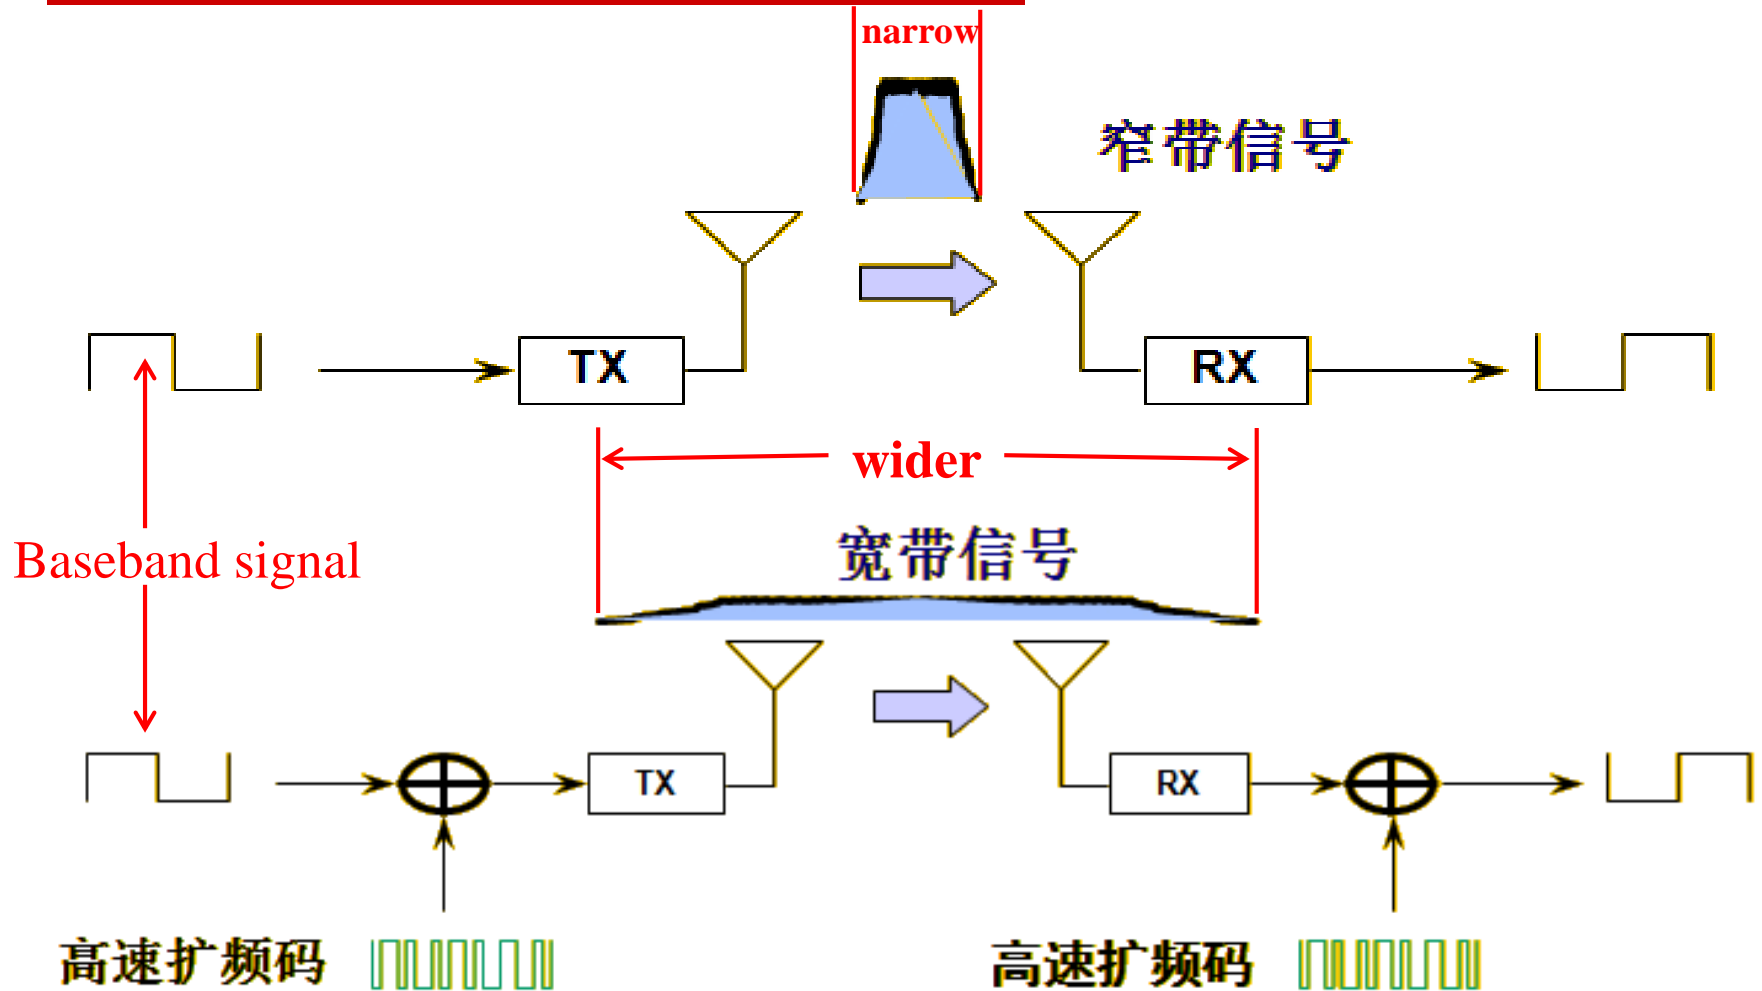 narrow
窄带信号
TX
RX
wider
宽带信号
Baseband signal
TX
RX
高速扩频码
高速扩频码